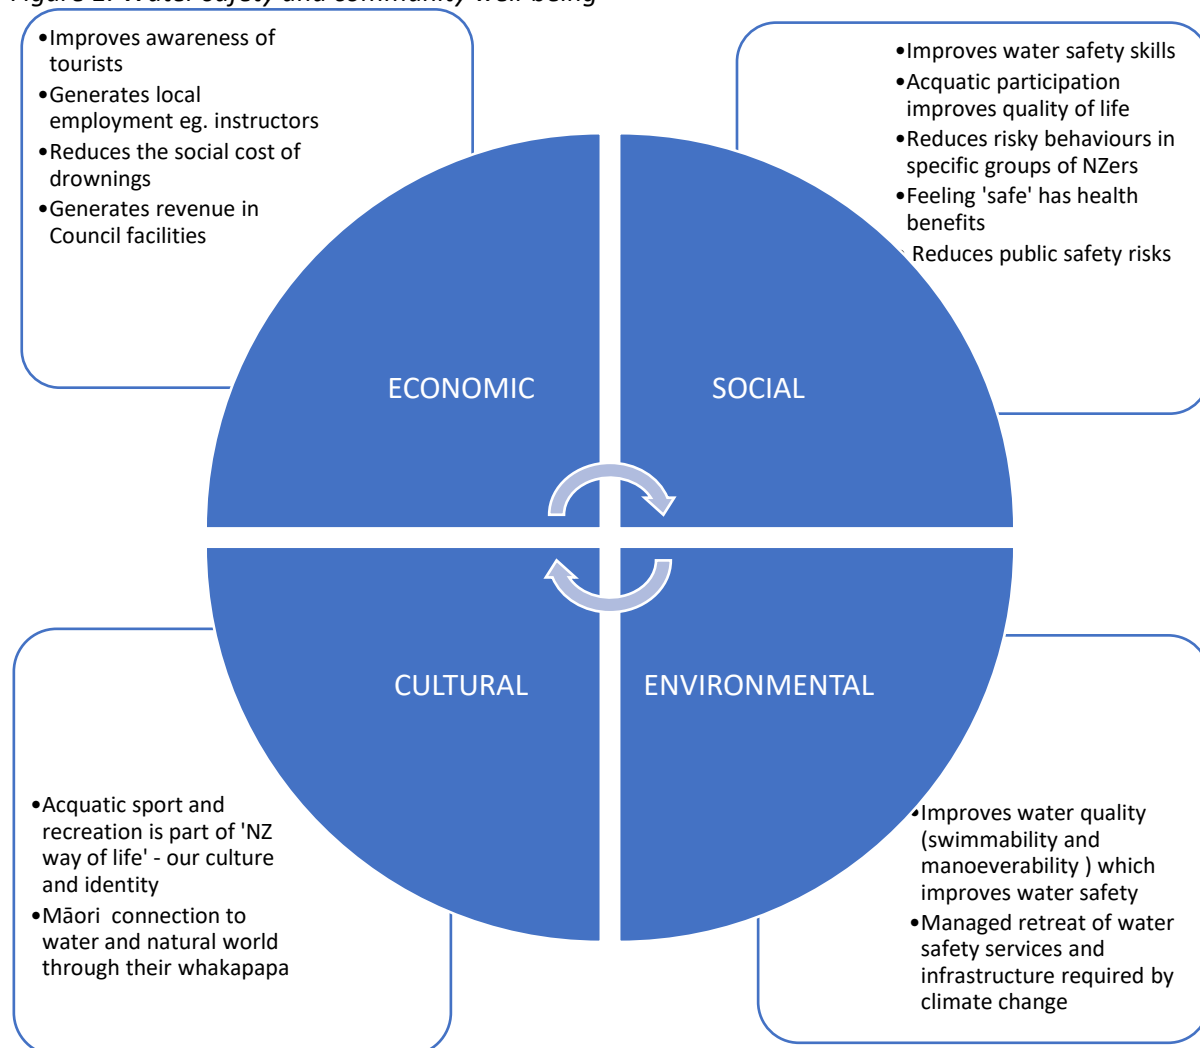 •Improves awareness of
tourists
•Generates local
employment eg. instructors
•Reduces the social cost of
drownings
•Generates revenue in
Council facilities
•Improves water safety skills
•Acquatic participation
improves quality of life
•Reduces risky behaviours in
specific groups of NZers
•Feeling 'safe' has health
benefits
• Reduces public safety risks
ECONOMIC
SOCIAL
CULTURAL
ENVIRONMENTAL
•Acquatic sport and
recreation is part of 'NZ
way of life' - our culture
and identity
•Māori  connection to
water and natural world
through their whakapapa
•Improves water quality
(swimmability and
manoeverability ) which
improves water safety
•Managed retreat of water
safety services and
infrastructure required by
climate change